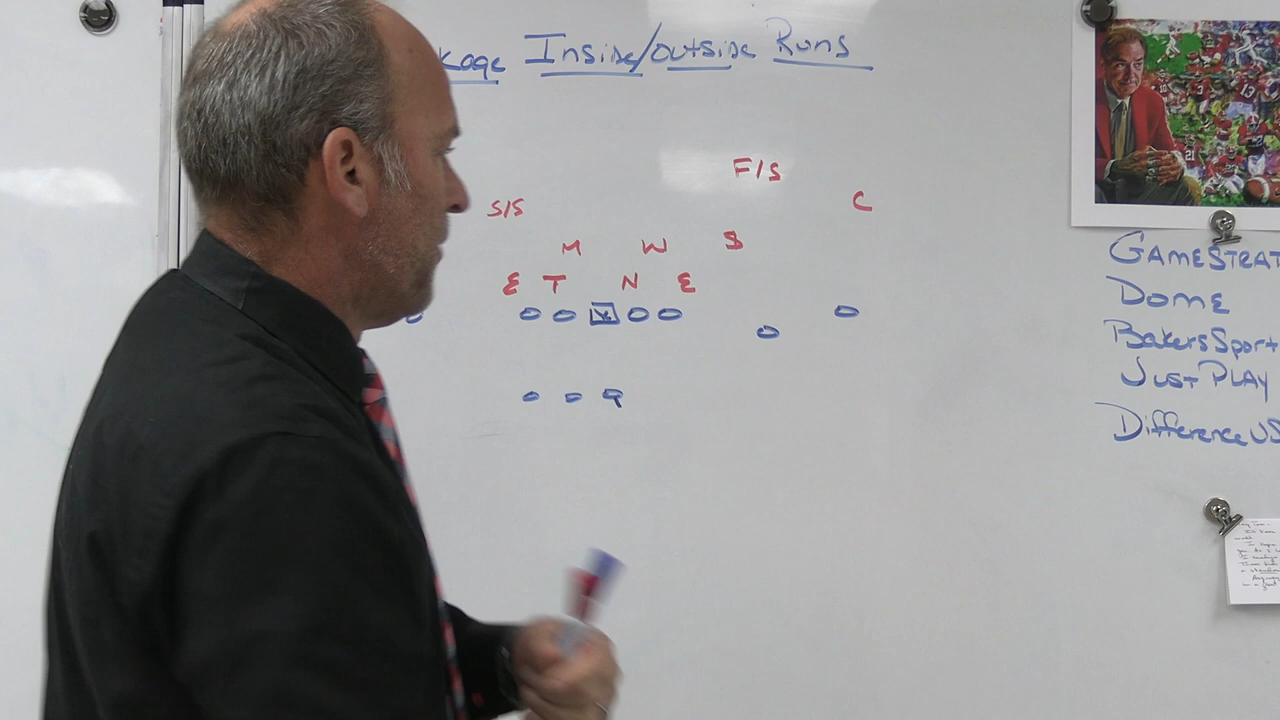 kage Inside/outside Runs
F/S
S/S C
M W $
E T N E
Q
GAMESTRAT
Dome
BakersSport
JUST PLAY
DifferenceUS